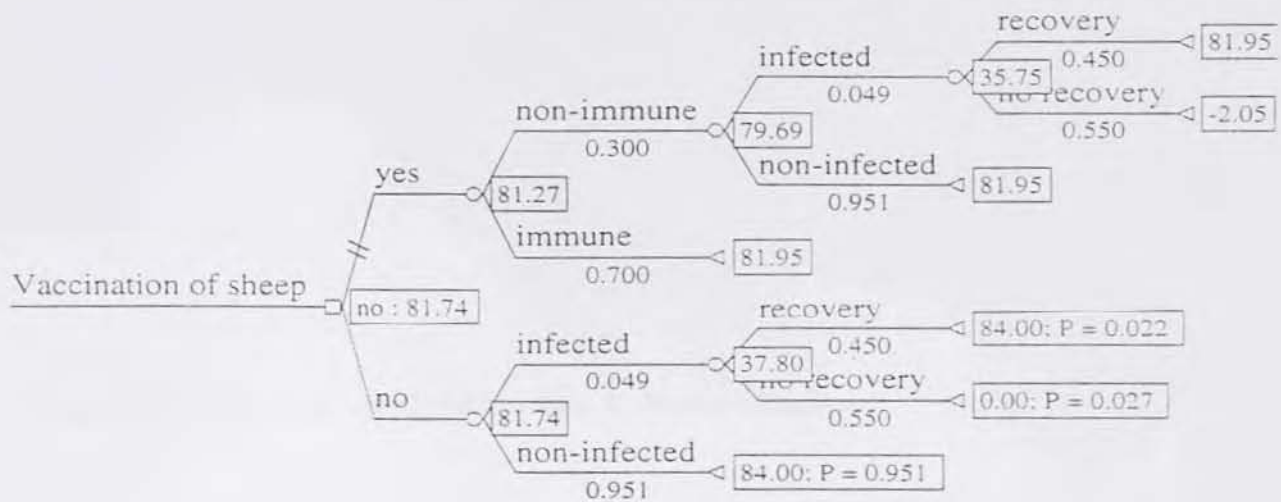 recovery
0.450
81.95
infected
0.049
35.75
no recovery
0.550
-2.05
non-immune
0.300
79.69
non-infected
0.951
81.95
yes
81.27
immune
0.700
81.95
Vaccination of sheep
no : 81.74
recovery
0.450
84.00; P = 0.022
infected
0.049
37.80
no recovery
0.550
0.00; P = 0.027
no
81.74
non-infected
0.951
84.00; P = 0.951